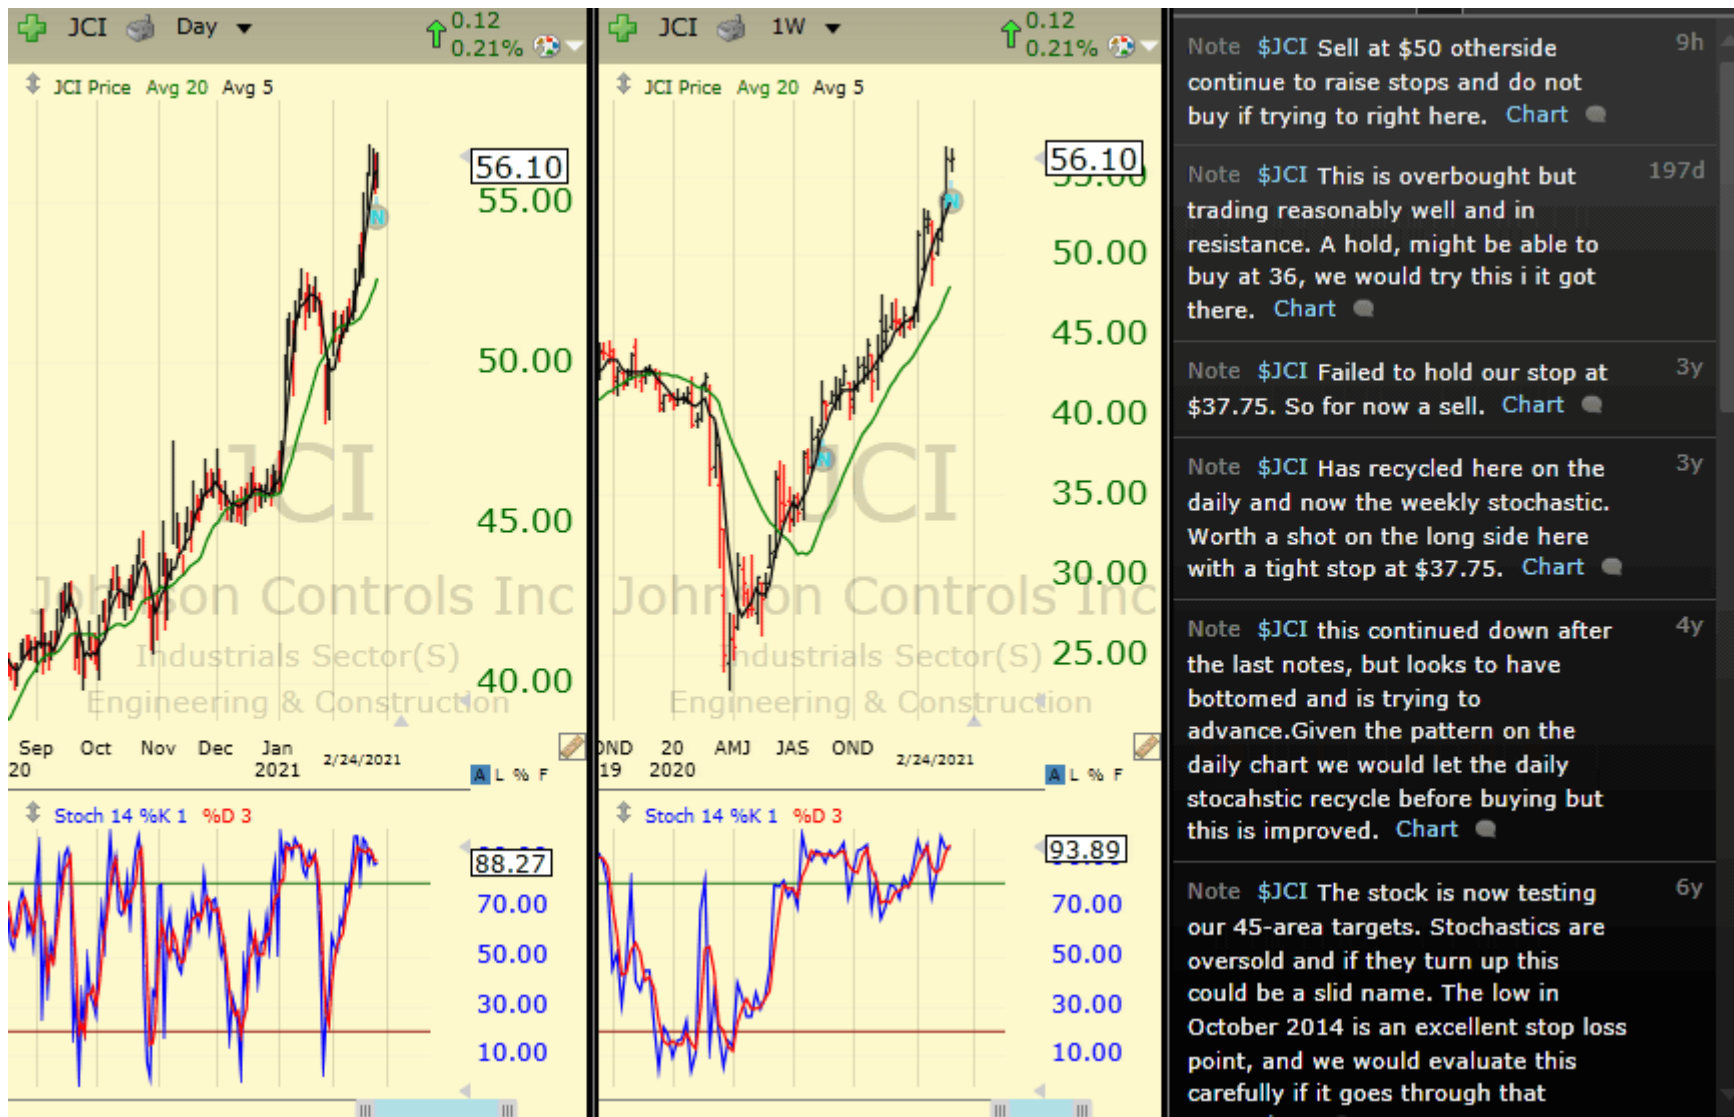 JCI Day 0.12
0.21%
JCI Price Avg 20 Avg 5
56.10
55.00
50.00
45.00
40.00
JCI
Johnson Controls Inc
Industrials Sector(S)
Engineering & Construction
Sep Oct Nov Dec Jan 2/24/2021
20 2021
A L % F
Stoch 14 %K 1 %D 3
88.27
70.00
50.00
30.00
10.00
JCI 1W 0.12
0.21%
JCI Price Avg 20 Avg 5
56.10
55.00
50.00
45.00
40.00
35.00
30.00
25.00
JCI
Johnson Controls Inc
Industrials Sector(S)
Engineering & Construction
OND 20 AMJ JAS OND 2/24/2021
19 2020
A L % F
Stoch 14 %K 1 %D 3
93.89
70.00
50.00
30.00
10.00
Note $JCI Sell at $50 otherside 9h
continue to raise stops and do not
buy if trying to right here. Chart
Note $JCI This is overbought but 197d
trading reasonably well and in
resistance. A hold, might be able to
buy at 36, we would try this i it got
there. Chart
Note $JCI Failed to hold our stop at 3y
$37.75. So for now a sell. Chart
Note $JCI Has recycled here on the 3y
daily and now the weekly stochastic.
Worth a shot on the long side here
with a tight stop at $37.75. Chart
Note $JCI this continued down after 4y
the last notes, but looks to have
bottomed and is trying to
advance.Given the pattern on the
daily chart we would let the daily
stocahstic recycle before buying but
this is improved. Chart
Note $JCI The stock is now testing 6y
our 45-area targets. Stochastics are
oversold and if they turn up this
could be a slid name. The low in
October 2014 is an excellent stop loss
point, and we would evaluate this
carefully if it goes through that